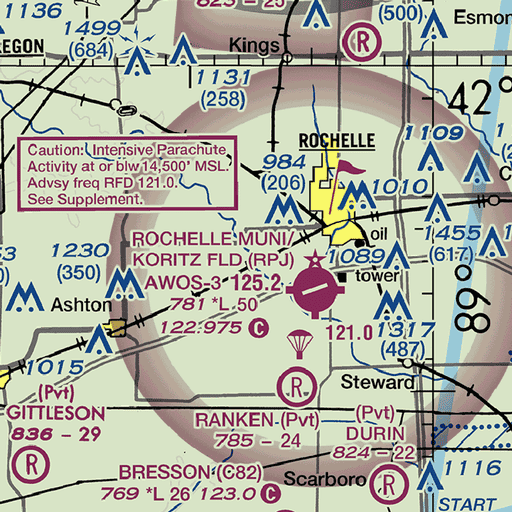 823 - 25
(500)
Esmon
OREGON
1499
(684)
Kings
R
1116
1131
(258)
42°
Caution: Intensive Parachute
Activity at or blw 14,500' MSL.
Advsy freq RFD 121.0.
See Supplement.
ROCHELLE
1109
984
(206)
1010
C
ROCHELLE MUNI/
KORITZ FLD (RPJ)
oil
1455
(617)
1230
(350)
1089
AWOS-3 125.2
tower
89°
Ashton
781 *L 50
122.975 C
121.0
1317
(487)
1015
Steward
(Pvt)
GITTLESON
836 - 29
R
RANKEN (Pvt)
785 - 24
(Pvt)
DURIN
824 - 22
R
BRESSON (C82)
769 *L 26 123.0 C
Scarboro
R
1116
START